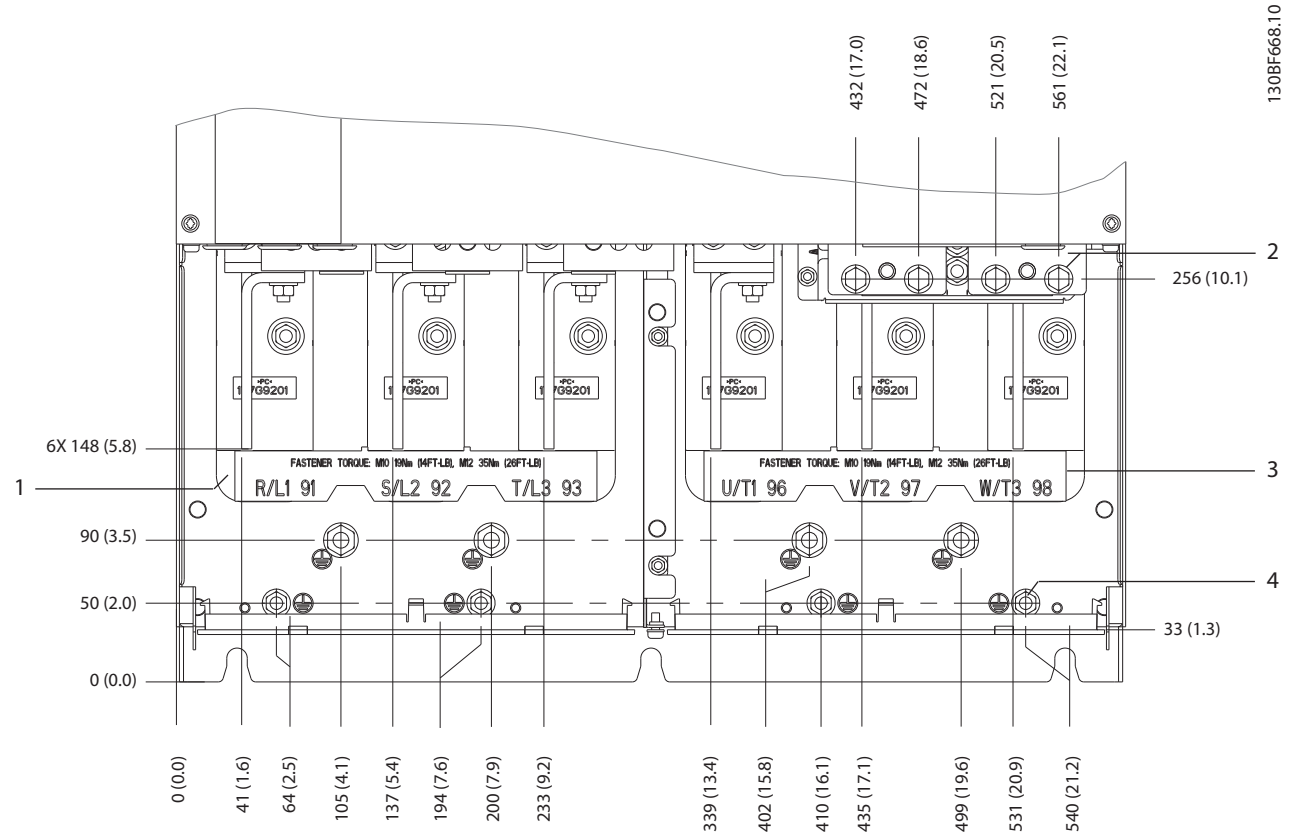 130BF668.10
432 (17.0)
472 (18.6)
521 (20.5)
561 (22.1)
2
256 (10.1)
•PC•
•PC•
•PC•
•PC•
•PC•
•PC•
6X 148 (5.8)
FASTENER TORQUE: M10 19Nm (14FT-LB), M12 35Nm (26FT-LB)
FASTENER TORQUE: M10 19Nm (14FT-LB), M12 35Nm (26FT-LB)
3
1
R/L1 91
S/L2 92
T/L3 93
U/T1 96
V/T2 97
W/T3 98
90 (3.5)
50 (2.0)
4
33 (1.3)
0 (0.0)
0 (0.0)
41 (1.6)
64 (2.5)
105 (4.1)
137 (5.4)
194 (7.6)
200 (7.9)
233 (9.2)
339 (13.4)
402 (15.8)
410 (16.1)
435 (17.1)
499 (19.6)
531 (20.9)
540 (21.2)